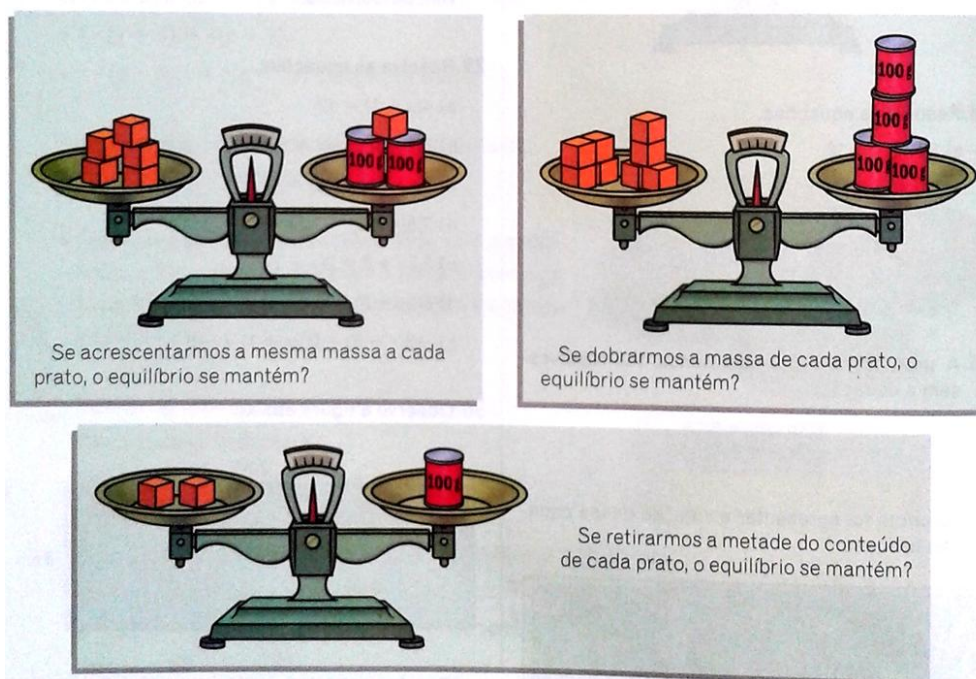 100 g
100 g
Se acrescentarmos a mesma massa a cada
prato, o equilíbrio se mantém?
100 g
100 g
100 g
100 g
Se dobrarmos a massa de cada prato, o
equilíbrio se mantém?
100 g
Se retirarmos a metade do conteúdo
de cada prato, o equilíbrio se mantém?